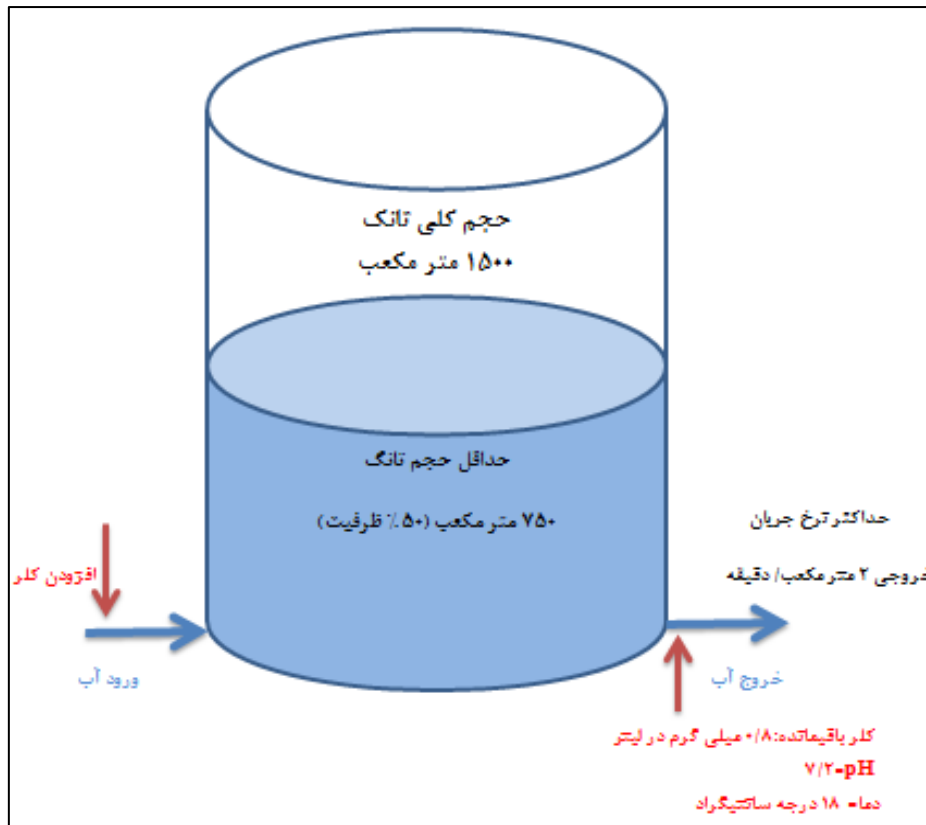 حجم کلی تانک
۱۵۰۰ متر مکعب
حداقل حجم تانگ
۷۵۰ متر مکعب (۵۰٪ ظرفیت)
حداکثر ترخ جریان
خروجی ۲ متر مکعب/ دقیقه
افزودن کلر
ورود آب
خروج آب
کلر باقیمانده:۰/۸ میلی گرم در لیتر
۷/۲=pH
دما= ۱۸ درجه سانتیگراد